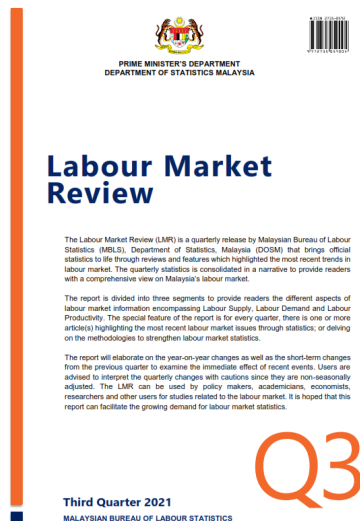 PRIME MINISTER'S DEPARTMENT
DEPARTMENT OF STATISTICS MALAYSIA
Labour Market
Review
The Labour Market Review (LMR) is a quarterly release by Malaysian Bureau of Labour
Statistics (MBLS), Department of Statistics, Malaysia (DOSM) that brings official
statistics to life through reviews and features which highlighted the most recent trends in
labour market. The quarterly statistics is consolidated in a narrative to provide readers
with a comprehensive view on Malaysia's labour market.
The report is divided into three segments to provide readers the different aspects of
labour market information encompassing Labour Supply, Labour Demand and Labour
Productivity. The special feature of the report is for every quarter, there is one or more
article(s) highlighting the most recent labour market issues through statistics; or delving
on the methodologies to strengthen labour market statistics.
The report will elaborate on the year-on-year changes as well as the short-term changes
from the previous quarter to examine the immediate effect of recent events. Users are
advised to interpret the quarterly changes with cautions since they are non-seasonally
adjusted. The LMR can be used by policy makers, academicians, economists,
researchers and other users for studies related to the labour market. It is hoped that this
report can facilitate the growing demand for labour market statistics.
Q3
Third Quarter 2021
MALAYSIAN BUREAU OF LABOUR STATISTICS